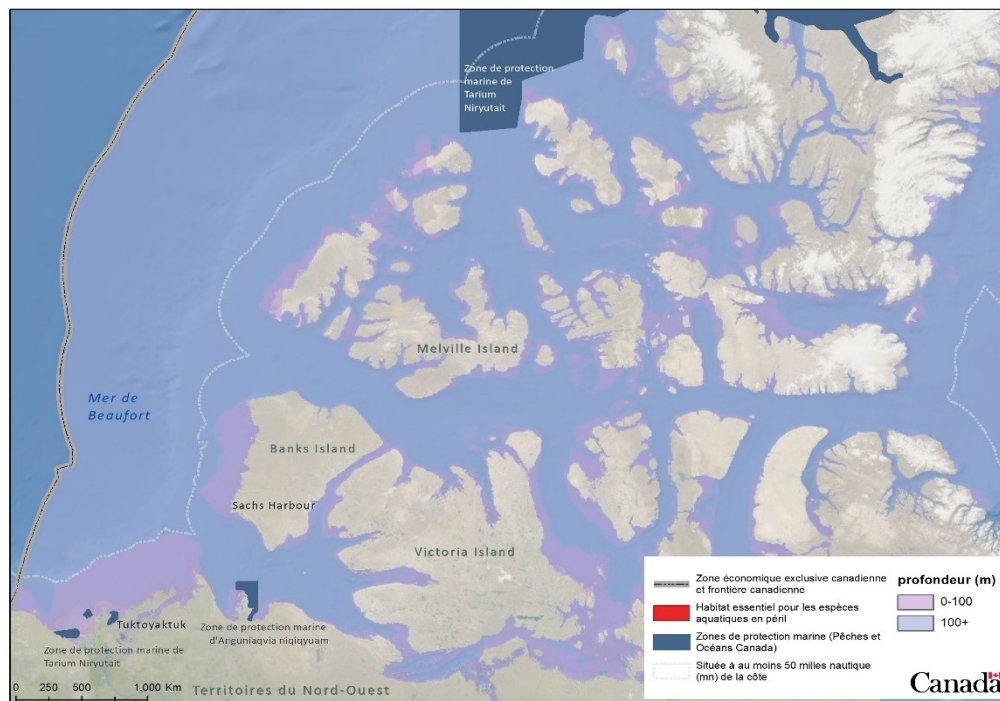 Zone de protection
marine de
Tarium
Niryutait
Melville Island
Mer de
Beaufort
Banks Island
Sachs Harbour
Victoria Island
Tuktoyaktuk
Zone de protection marine
d'Anguniaqvia niqiqyuam
Zone de protection marine de
Tarium Niryutait
0 250 500 1,000 Km
Territoires du Nord-Ouest
Zone économique exclusive canadienne
et frontière canadienne
Habitat essentiel pour les espèces
aquatiques en péril
Zones de protection marine (Pêches et
Océans Canada)
Située à au moins 50 milles nautique
(mn) de la côte
profondeur (m)
0-100
100+
Canada